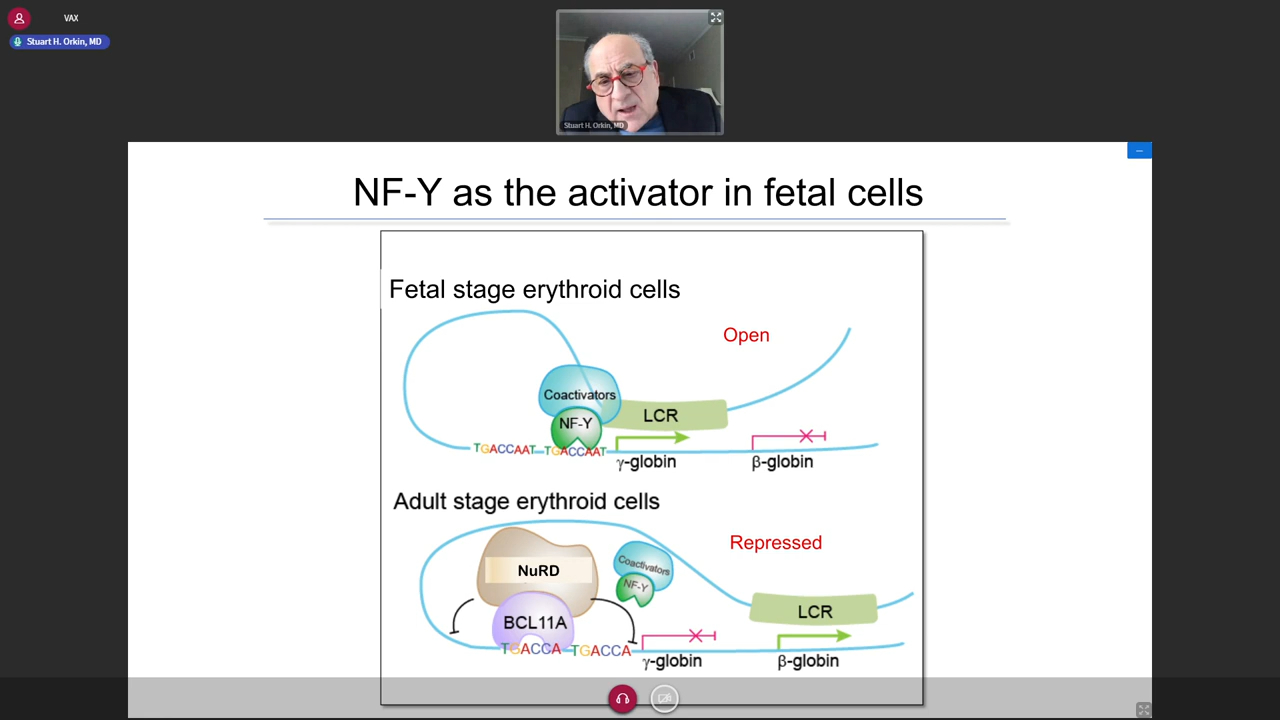 VAX
Stuart H. Orkin, MD
Stuart H. Orkin, MD
NF-Y as the activator in fetal cells
Fetal stage erythroid cells
Open
Coactivators
NF-Y
LCR
TGACCAAT TGACCAAT
γ-globin β-globin
Adult stage erythroid cells
Repressed
NuRD
Coactivators
NF-Y
BCL11A
LCR
TGACCA TGACCA
γ-globin β-globin